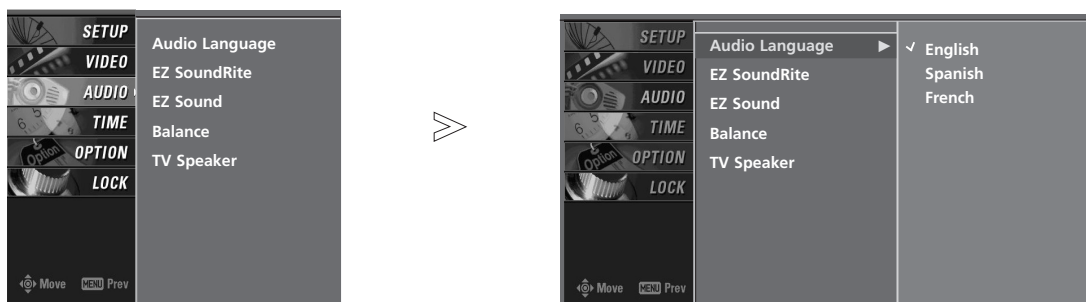 SETUP
VIDEO
AUDIO
TIME
OPTION
LOCK
Audio Language
EZ SoundRite
EZ Sound
Balance
TV Speaker
Move MENU Prev
SETUP
VIDEO
AUDIO
TIME
OPTION
LOCK
Audio Language
EZ SoundRite
EZ Sound
Balance
TV Speaker
English
Spanish
French
Move MENU Prev